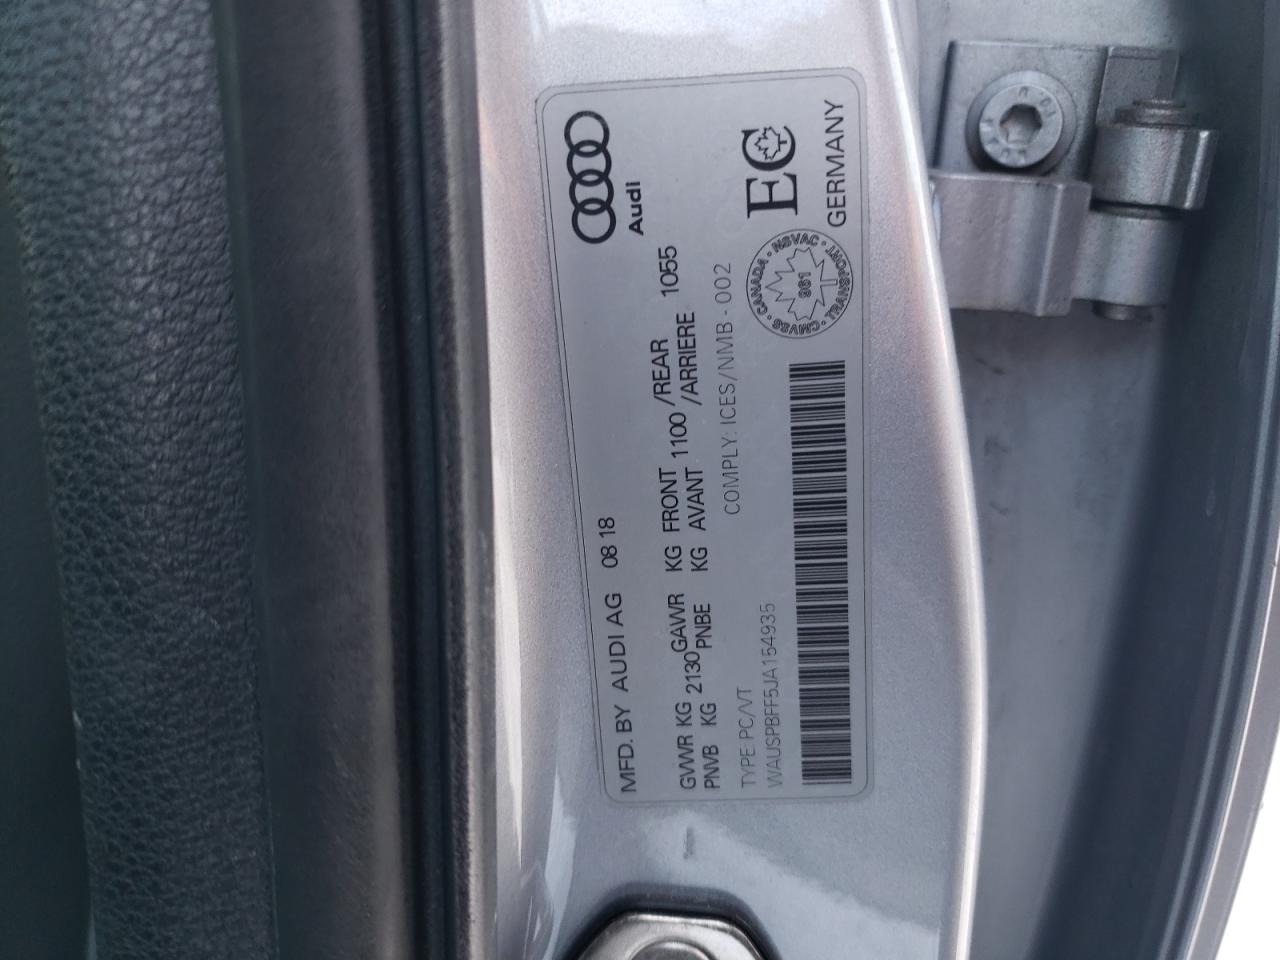 Audi
MFD. BY AUDI AG 08 18
GVWR KG 2130 GAWR KG FRONT 1100 /REAR 1055
PNVB KG PNBE KG AVANT /ARRIERE
COMPLY: ICES/NMB - 002
TYPE: PC/VT
WAUSPBFF5JA154935
CANADA · NSVAC · TRANSPORT · CMVSS ·
961
EC
GERMANY